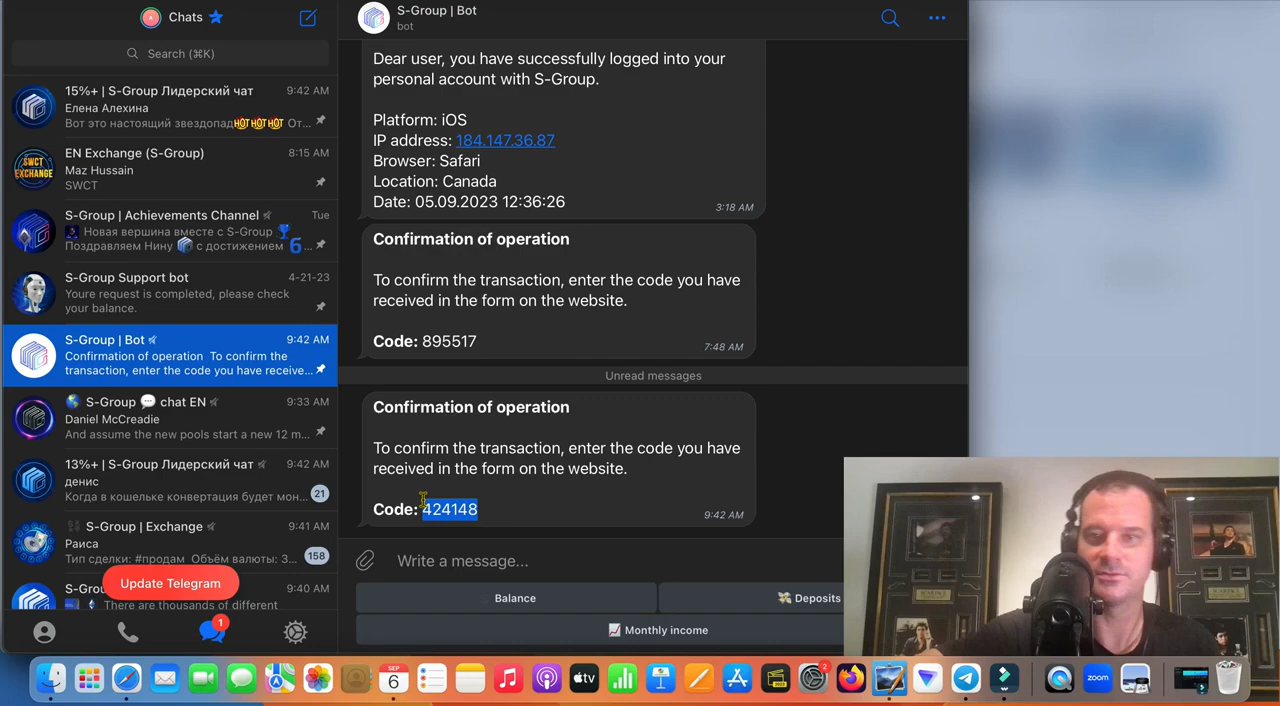 Chats
Search (⌘K)
15%+ | S-Group Лидерский чат
9:42 AM
Елена Алехина
Вот это настоящий звездопад HOT HOT HOT От...
EN Exchange (S-Group)
8:15 AM
Maz Hussain
SWCT
SWCT
EXCHANGE
S-Group | Achievements Channel
Tue
Новая вершина вместе с S-Group
Поздравляем Нину с достижением 6...
S-Group Support bot
4-21-23
Youre request is completed, please check
your balance.
S-Group | Bot
9:42 AM
Confirmation of operation To confirm the
transaction, enter the code you have receive...
S-Group chat EN
9:33 AM
Daniel McCreadie
And assume the new pools start a new 12 m...
13%+ | S-Group Лидерский чат
9:42 AM
денис
Когда в кошельке конвертация будет мон...
21
S-Group | Exchange
9:41 AM
Раиса
Тип сделки: #продам Объём валюты: 3...
158
9:40 AM
There are thousands of different
Update Telegram
1
S-Group | Bot
bot
Dear user, you have successfully logged into your
personal account with S-Group.
Platform: iOS
IP address: 184.147.36.87
Browser: Safari
Location: Canada
Date: 05.09.2023 12:36:26
3:18 AM
Confirmation of operation
To confirm the transaction, enter the code you have
received in the form on the website.
Code: 895517
7:48 AM
Unread messages
Confirmation of operation
To confirm the transaction, enter the code you have
received in the form on the website.
Code: 424148
9:42 AM
Write a message...
Balance
Deposits
Monthly income
SCARFACE
SEP
6
tv
2
zoom